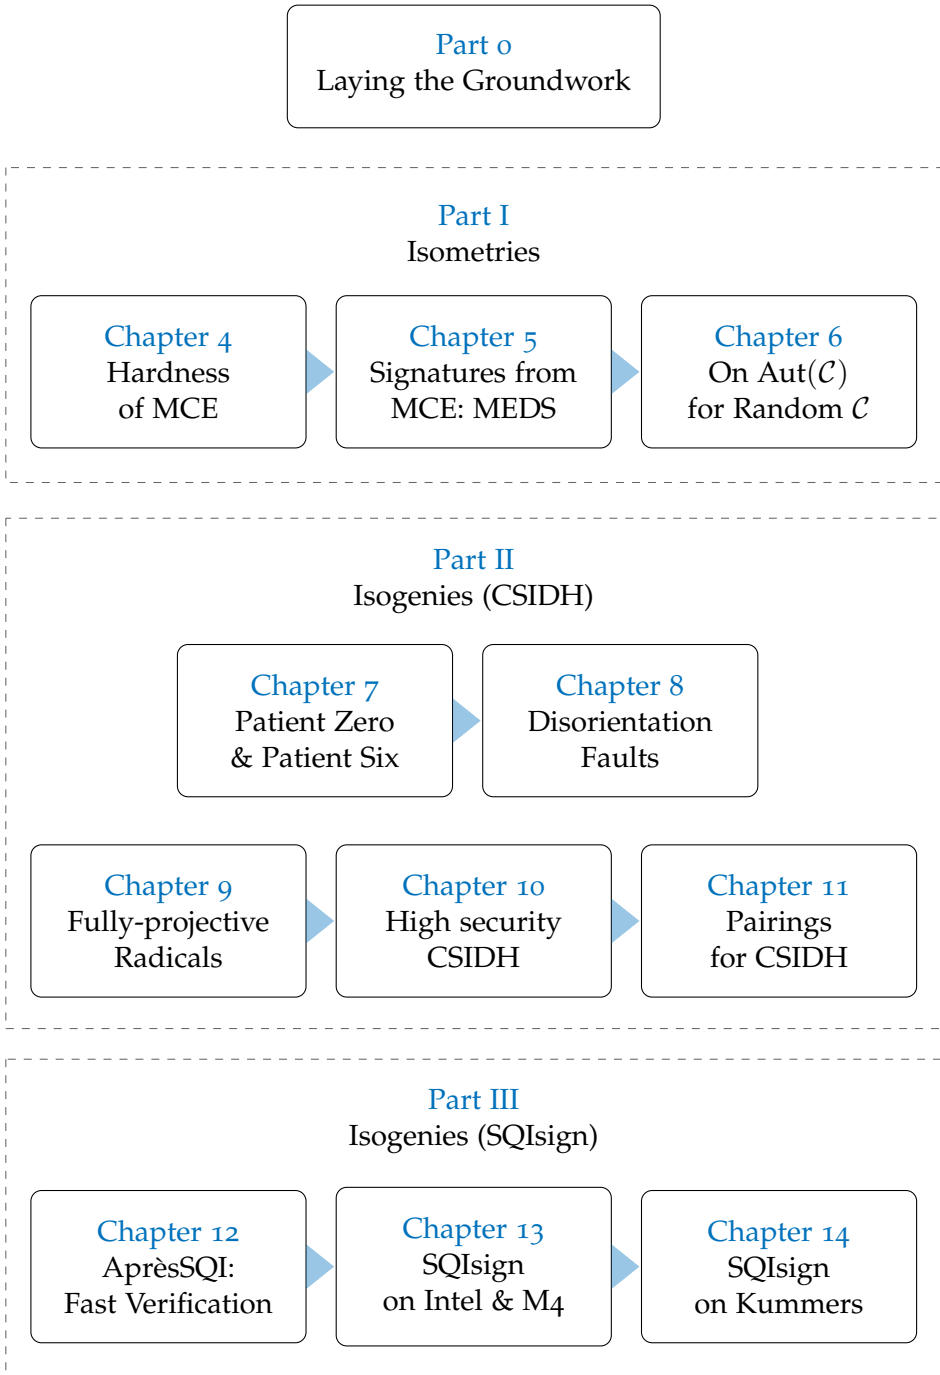 Part 0
Laying the Groundwork
Part I
Isometries
Chapter 4
Hardness
of MCE
Chapter 5
Signatures from
MCE: MEDS
Chapter 6
On Aut(𝒞)
for Random 𝒞
Part II
Isogenies (CSIDH)
Chapter 7
Patient Zero
& Patient Six
Chapter 8
Disorientation
Faults
Chapter 9
Fully-projective
Radicals
Chapter 10
High security
CSIDH
Chapter 11
Pairings
for CSIDH
Part III
Isogenies (SQIsign)
Chapter 12
AprèsSQI:
Fast Verification
Chapter 13
SQIsign
on Intel & M4
Chapter 14
SQIsign
on Kummers